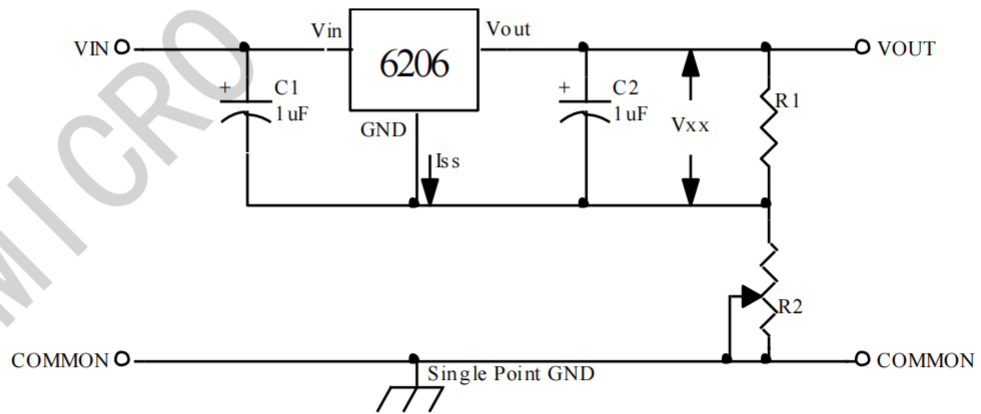 Vin
Vout
VIN
6206
VOUT
+
C1
1uF
+
C2
1uF
R1
Vxx
GND
Iss
MICRO
R2
COMMON
COMMON
Single Point GND